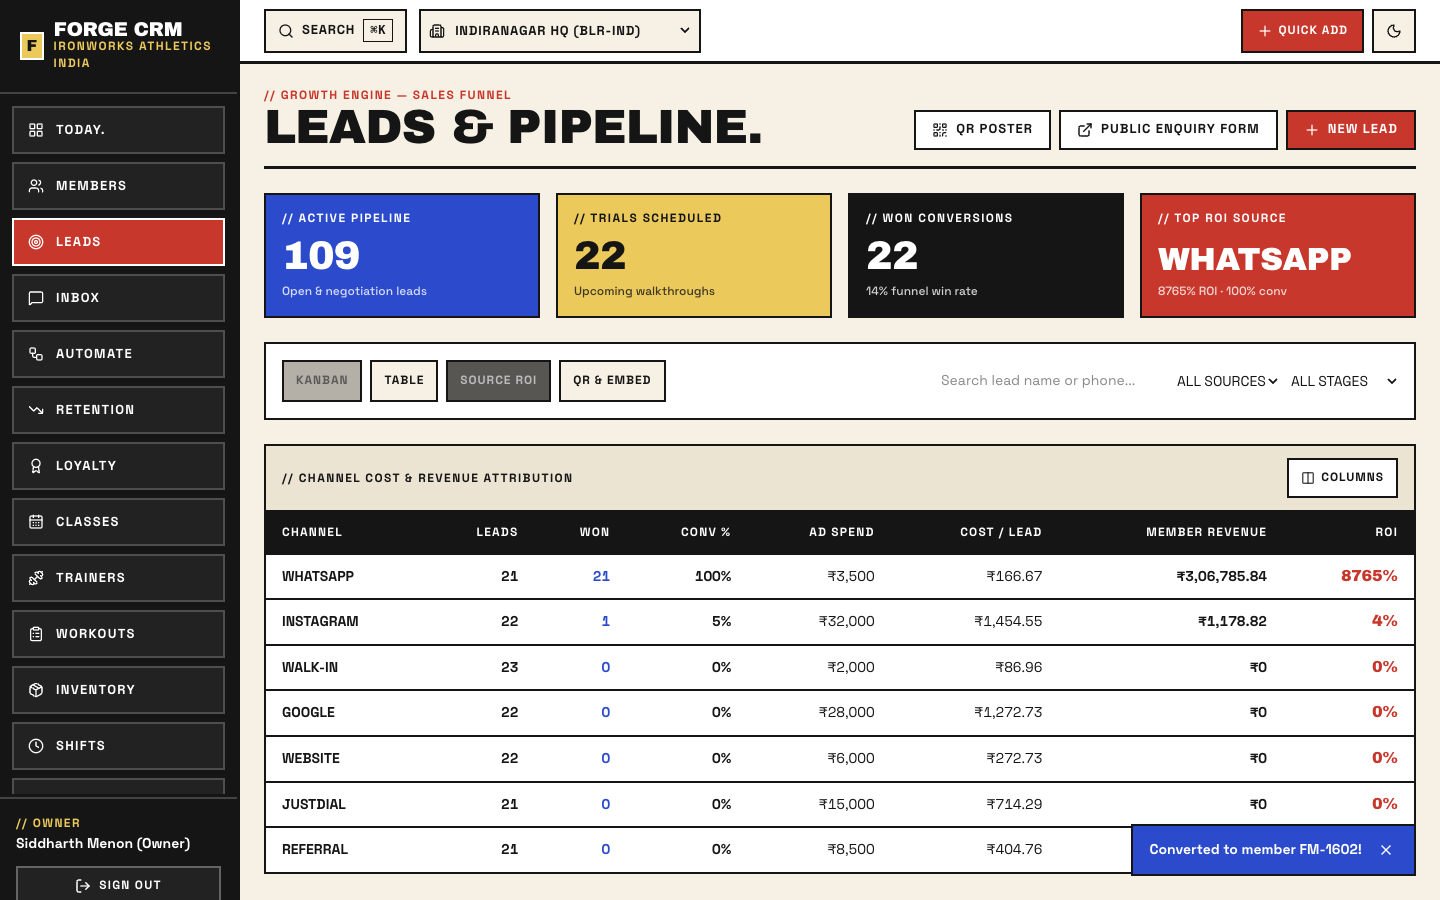 F
FORGE CRM
IRONWORKS ATHLETICS
INDIA
TODAY.
MEMBERS
LEADS
INBOX
AUTOMATE
RETENTION
LOYALTY
CLASSES
TRAINERS
WORKOUTS
INVENTORY
SHIFTS
// OWNER
Siddharth Menon (Owner)
SIGN OUT
SEARCH ⌘K
INDIRANAGAR HQ (BLR-IND)
QUICK ADD
// GROWTH ENGINE — SALES FUNNEL
LEADS & PIPELINE.
QR POSTER
PUBLIC ENQUIRY FORM
NEW LEAD
// ACTIVE PIPELINE
109
Open & negotiation leads
// TRIALS SCHEDULED
22
Upcoming walkthroughs
// WON CONVERSIONS
22
14% funnel win rate
// TOP ROI SOURCE
WHATSAPP
8765% ROI · 100% conv
KANBAN TABLE SOURCE ROI QR & EMBED
Search lead name or phone...
ALL SOURCES ALL STAGES
// CHANNEL COST & REVENUE ATTRIBUTION
COLUMNS
CHANNEL LEADS WON CONV % AD SPEND COST / LEAD MEMBER REVENUE ROI
WHATSAPP 21 21 100% ₹3,500 ₹166.67 ₹3,06,785.84 8765%
INSTAGRAM 22 1 5% ₹32,000 ₹1,454.55 ₹1,178.82 4%
WALK-IN 23 0 0% ₹2,000 ₹86.96 ₹0 0%
GOOGLE 22 0 0% ₹28,000 ₹1,272.73 ₹0 0%
WEBSITE 22 0 0% ₹6,000 ₹272.73 ₹0 0%
JUSTDIAL 21 0 0% ₹15,000 ₹714.29 ₹0 0%
REFERRAL 21 0 0% ₹8,500 ₹404.76
Converted to member FM-1602!